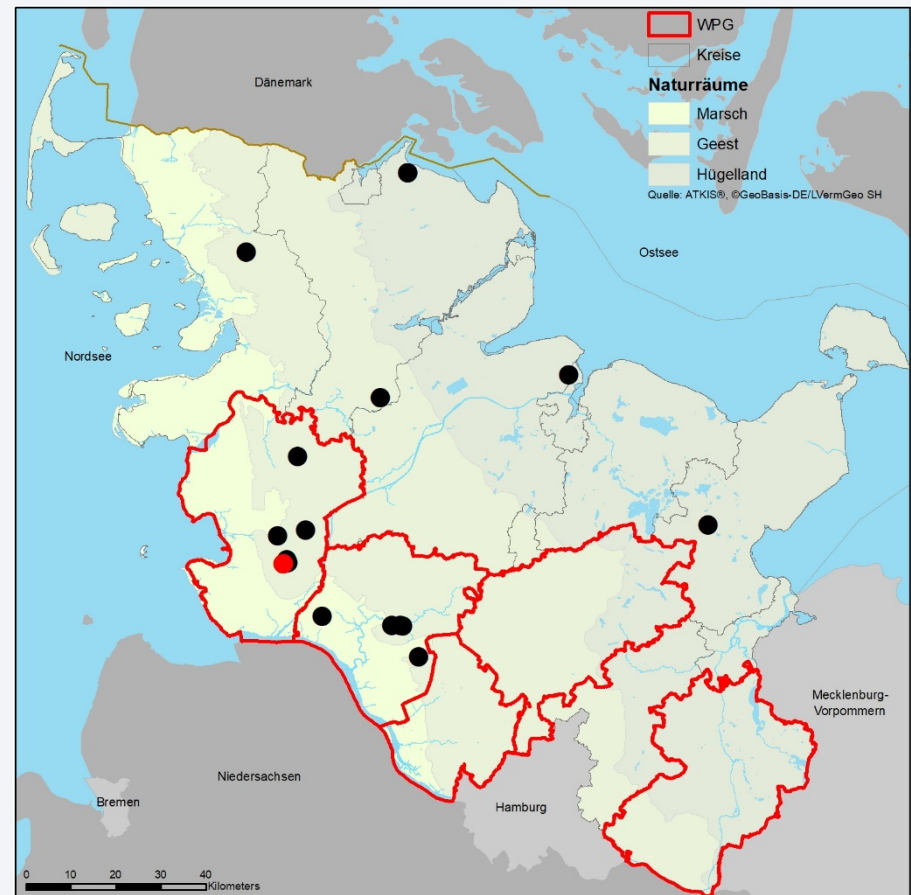 WPG
Kreise
Naturräume
Marsch
Geest
Hügelland
Quelle: ATKIS®, ©GeoBasis-DE/LVermGeo SH
Dänemark
Ostsee
Nordsee
Mecklenburg-
Vorpommern
Niedersachsen
Bremen
Hamburg
0 10 20 30 40
Kilometers